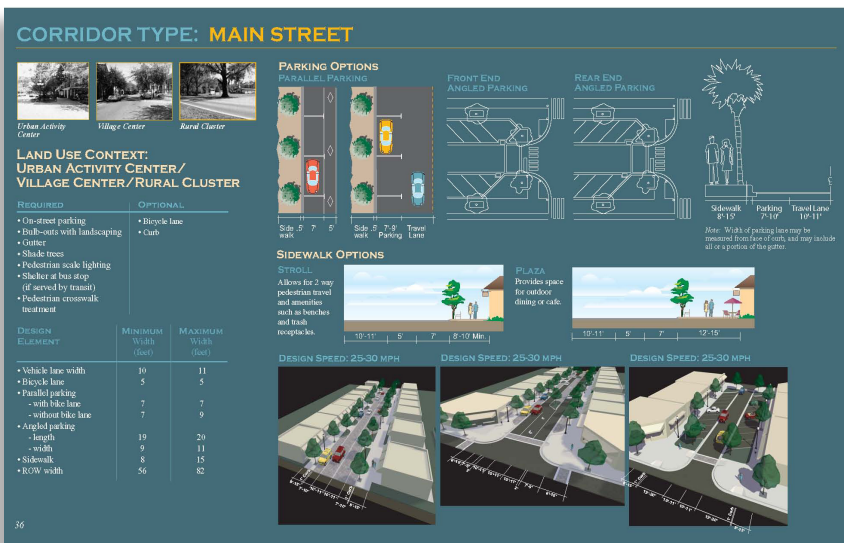 CORRIDOR TYPE: MAIN STREET
Urban Activity
Center
Village Center
Rural Cluster
LAND USE CONTEXT:
URBAN ACTIVITY CENTER/
VILLAGE CENTER/RURAL CLUSTER
REQUIRED
• On-street parking
• Bulb-outs with landscaping
• Gutter
• Shade trees
• Pedestrian scale lighting
• Shelter at bus stop
(if served by transit)
• Pedestrian crosswalk
treatment
OPTIONAL
• Bicycle lane
• Curb
DESIGN ELEMENT MINIMUM Width (feet) MAXIMUM Width (feet)
• Vehicle lane width 10 11
• Bicycle lane 5 5
• Parallel parking
- with bike lane 7 7
- without bike lane 7 9
• Angled parking
- length 19 20
- width 9 11
• Sidewalk 8 15
• ROW width 56 82
36
PARKING OPTIONS
PARALLEL PARKING
Side walk .5' 7' 5'
Side walk .5' 7'-9' Parking Travel Lane
FRONT END
ANGLED PARKING
REAR END
ANGLED PARKING
Sidewalk 8'-15'
Parking 7'-10'
Travel Lane 10'-11'
Note: Width of parking lane may be
measured from face of curb, and may include
all or a portion of the gutter.
SIDEWALK OPTIONS
STROLL
Allows for 2 way
pedestrian travel
and amenities
such as benches
and trash
receptacles.
10'-11' 5' 7' 8'-10' Min.
PLAZA
Provides space
for outdoor
dining or cafe.
10'-11' 5' 7' 12'-15'
DESIGN SPEED: 25-30 MPH
DESIGN SPEED: 25-30 MPH
DESIGN SPEED: 25-30 MPH